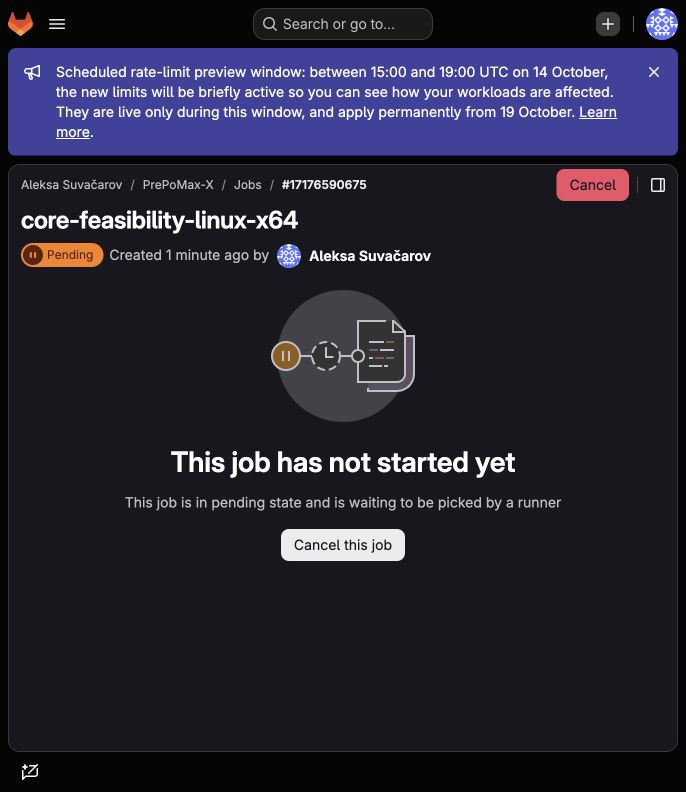 Search or go to...
Scheduled rate-limit preview window: between 15:00 and 19:00 UTC on 14 October,
the new limits will be briefly active so you can see how your workloads are affected.
They are live only during this window, and apply permanently from 19 October. Learn
more.
Aleksa Suvačarov / PrePoMax-X / Jobs / #17176590675
Cancel
core-feasibility-linux-x64
Pending Created 1 minute ago by Aleksa Suvačarov
This job has not started yet
This job is in pending state and is waiting to be picked by a runner
Cancel this job